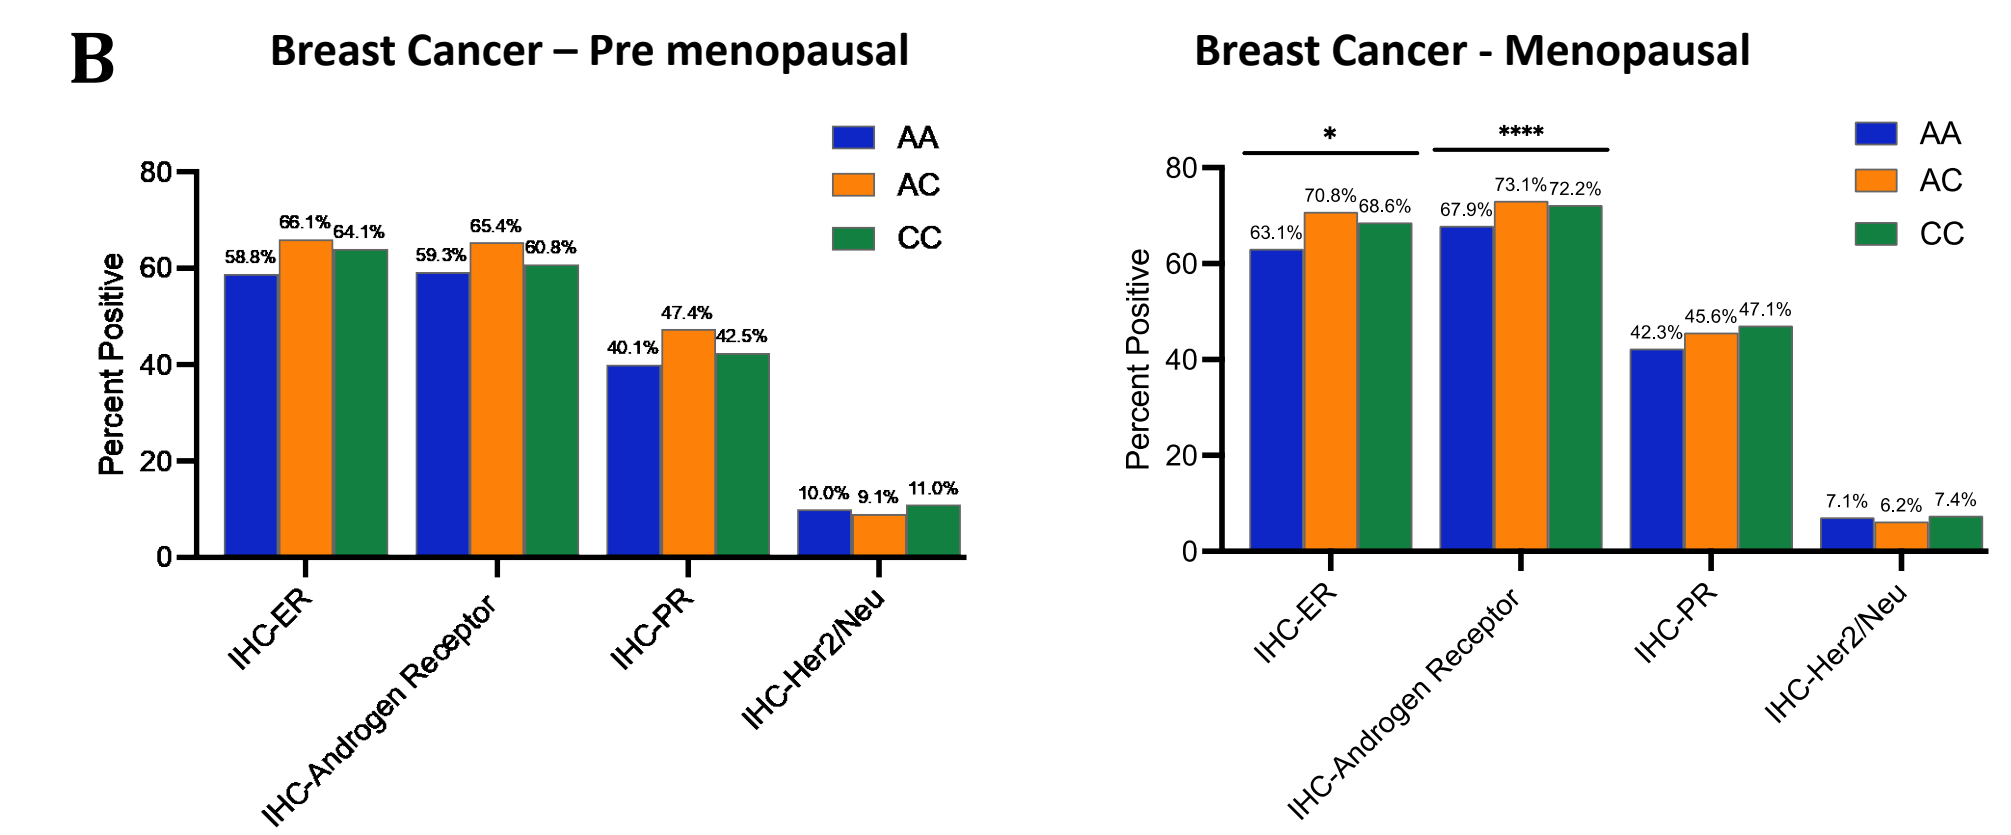 B
Breast Cancer – Pre menopausal
AA
AC
CC
Percent Positive
80
60
40
20
0
58.8%
66.1%
64.1%
59.3%
65.4%
60.8%
40.1%
47.4%
42.5%
10.0%
9.1%
11.0%
IHC-ER
IHC-Androgen Receptor
IHC-PR
IHC-Her2/Neu
Breast Cancer - Menopausal
AA
AC
CC
*
****
Percent Positive
80
60
40
20
0
63.1%
70.8%
68.6%
67.9%
73.1%
72.2%
42.3%
45.6%
47.1%
7.1%
6.2%
7.4%
IHC-ER
IHC-Androgen Receptor
IHC-PR
IHC-Her2/Neu